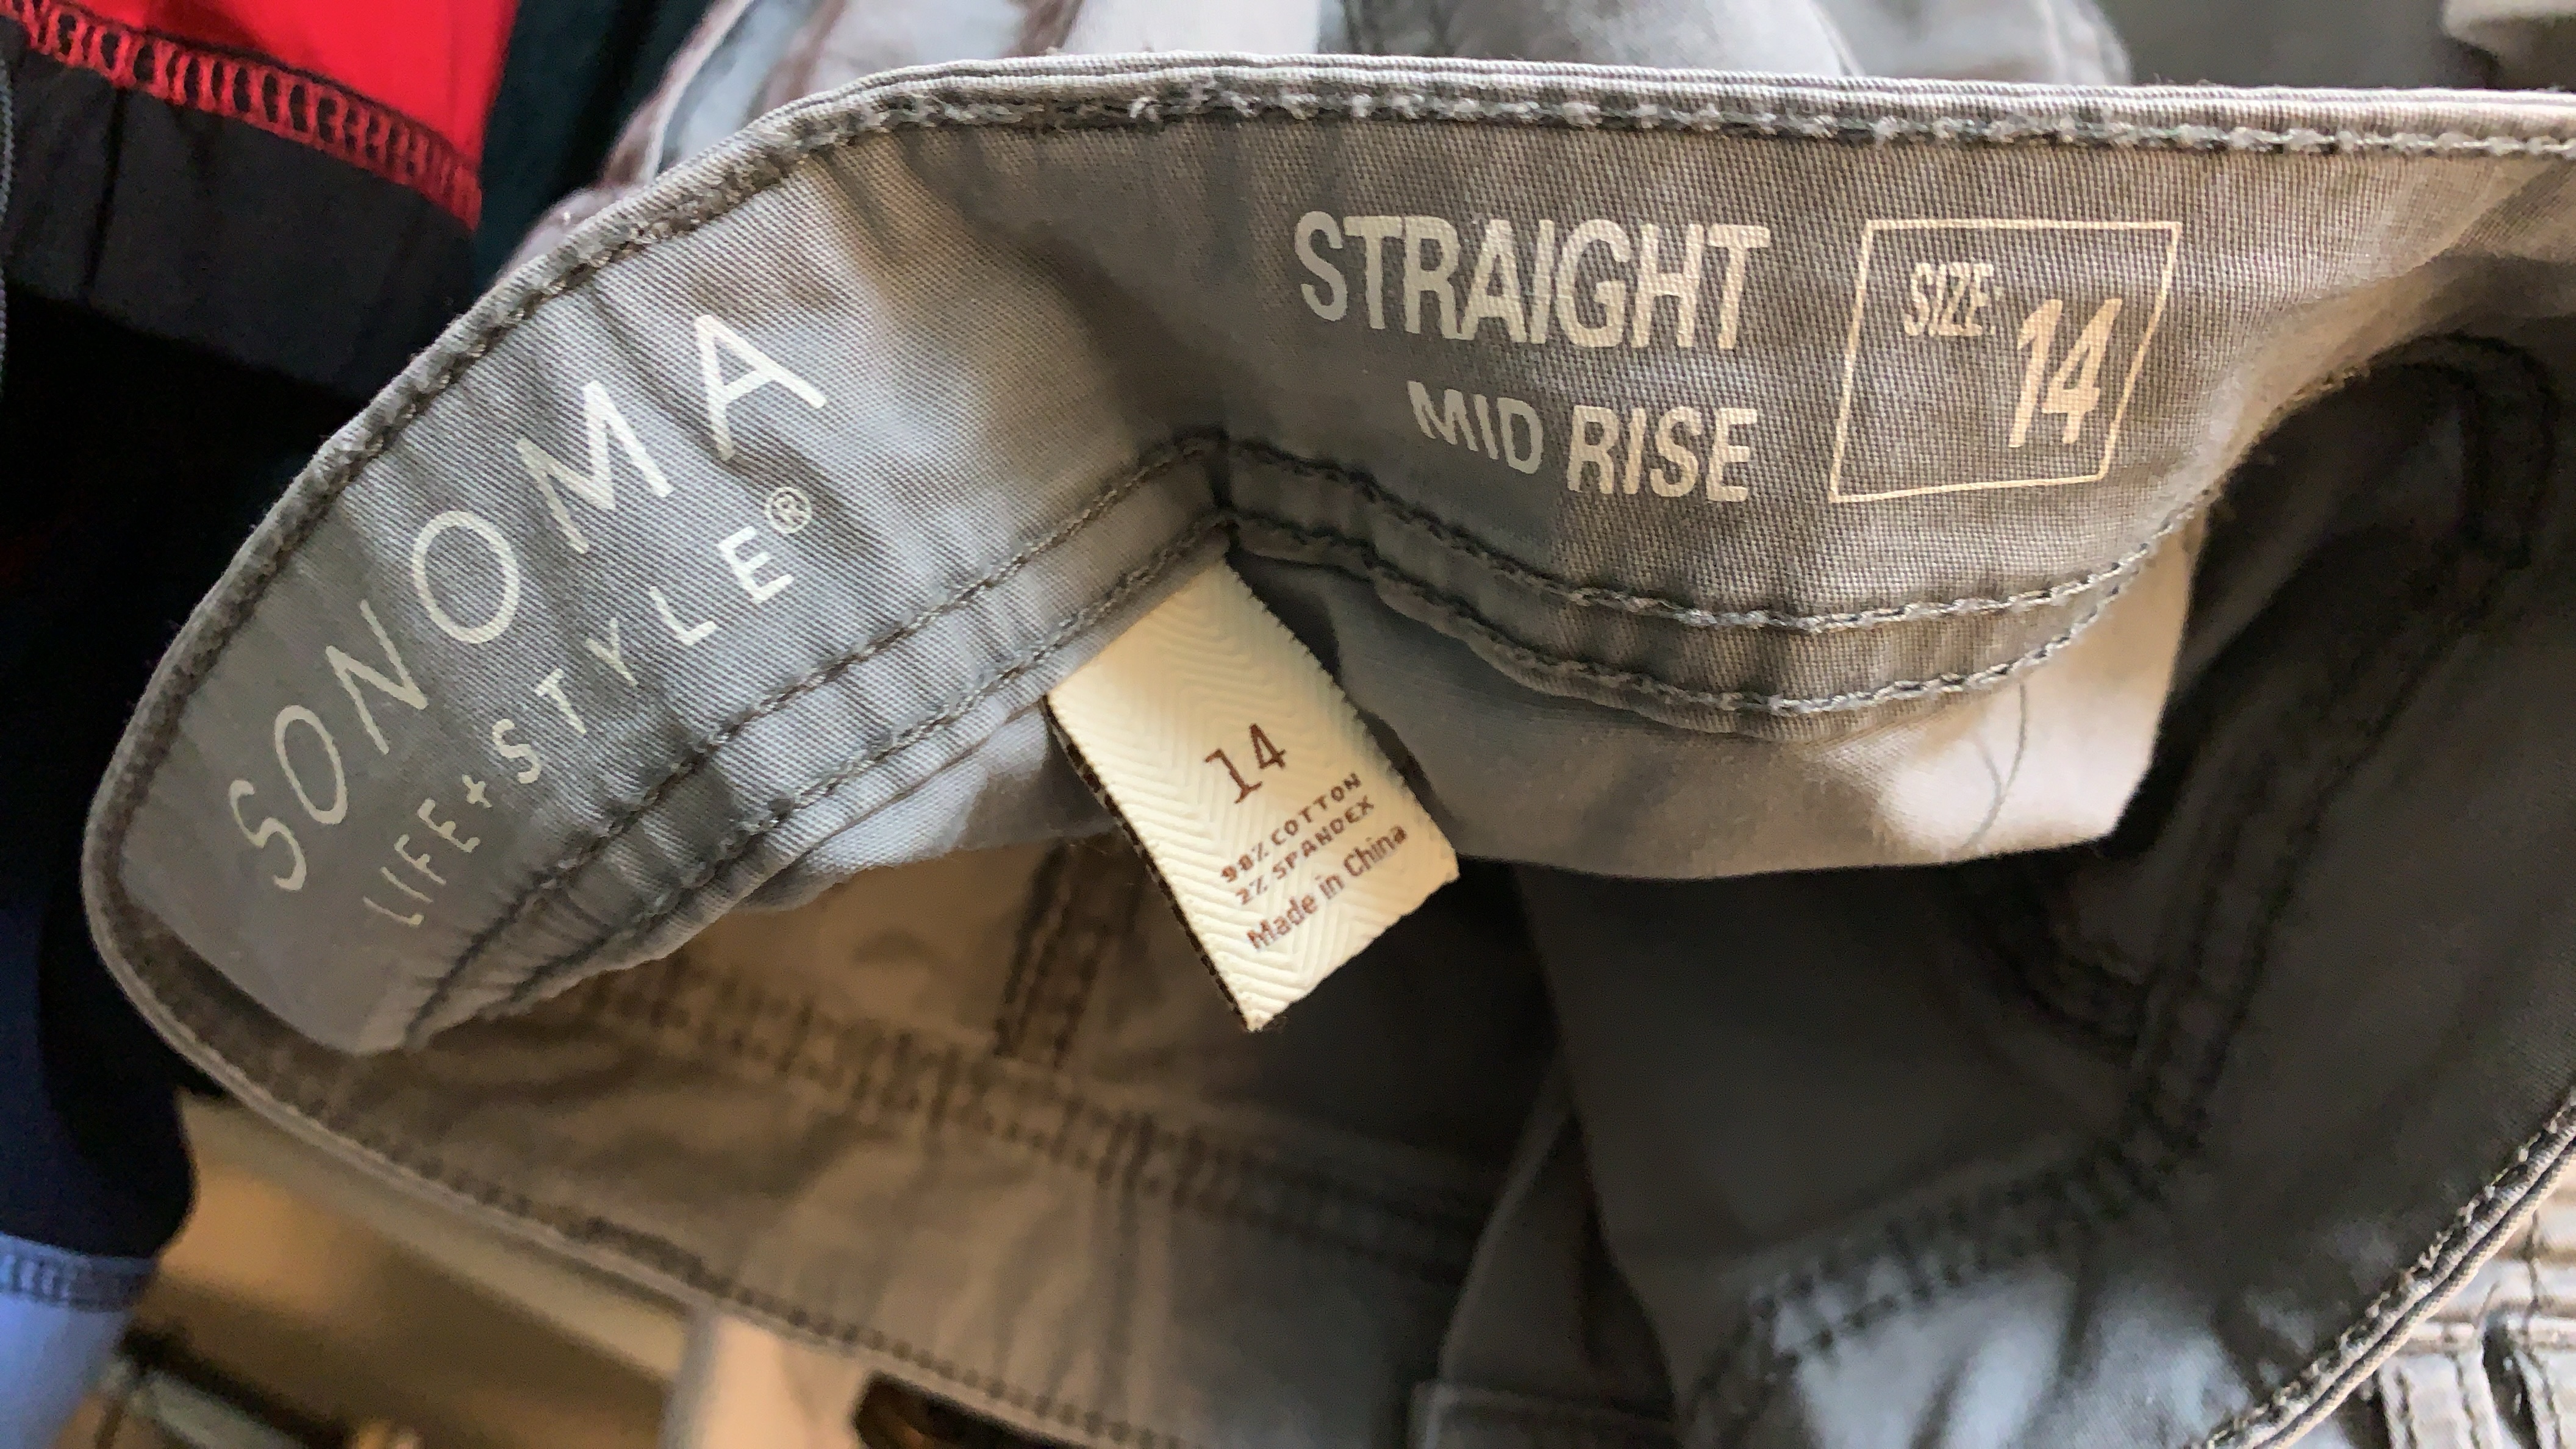 SONOMA
LIFE+STYLE®
STRAIGHT
MID RISE
SIZE:
14
14
98% COTTON
2% SPANDEX
Made in China